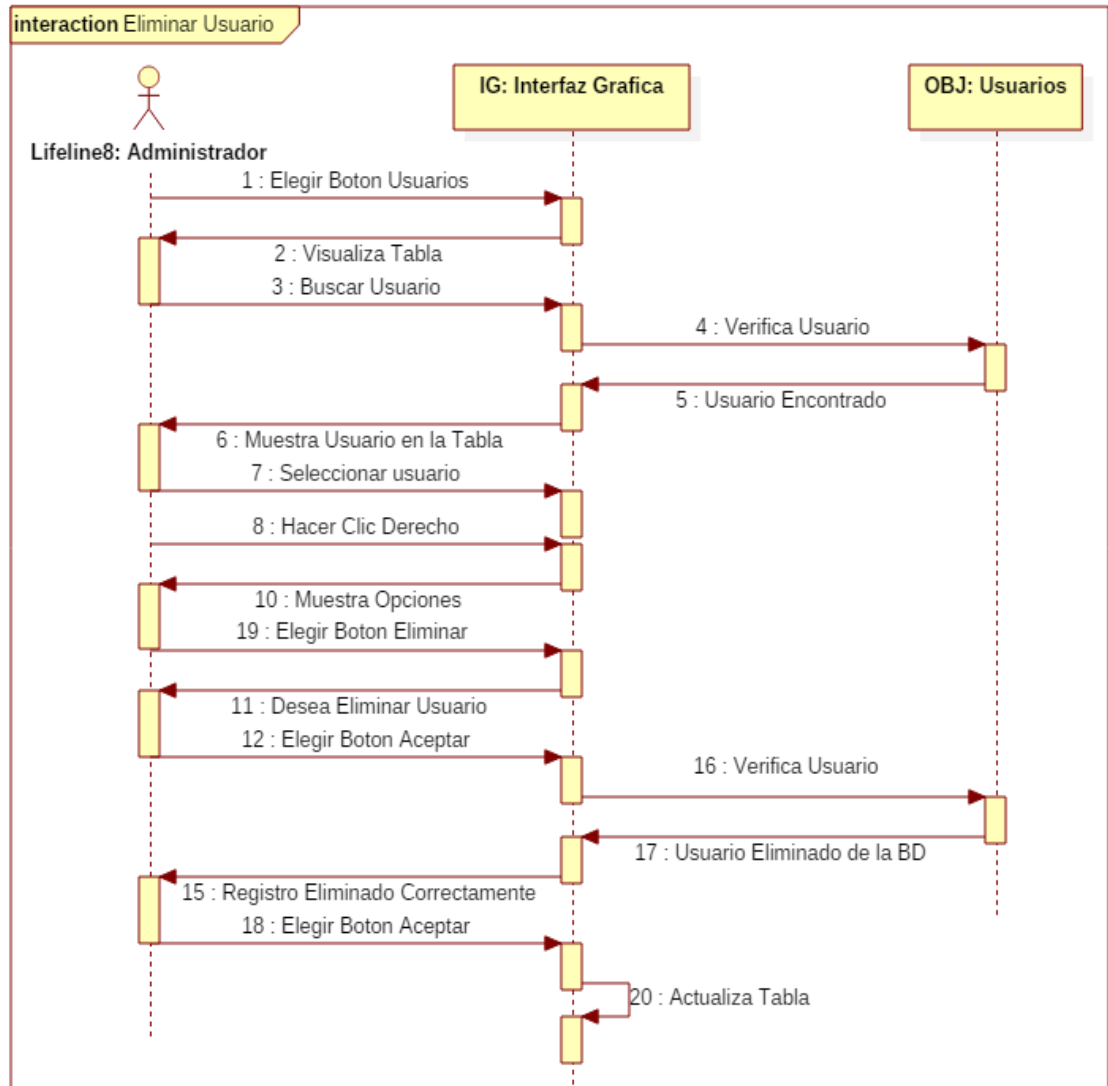 interaction Eliminar Usuario
IG: Interfaz Grafica
OBJ: Usuarios
Lifeline8: Administrador
1 : Elegir Boton Usuarios
2 : Visualiza Tabla
3 : Buscar Usuario
4 : Verifica Usuario
5 : Usuario Encontrado
6 : Muestra Usuario en la Tabla
7 : Seleccionar usuario
8 : Hacer Clic Derecho
10 : Muestra Opciones
19 : Elegir Boton Eliminar
11 : Desea Eliminar Usuario
12 : Elegir Boton Aceptar
16 : Verifica Usuario
17 : Usuario Eliminado de la BD
15 : Registro Eliminado Correctamente
18 : Elegir Boton Aceptar
20 : Actualiza Tabla